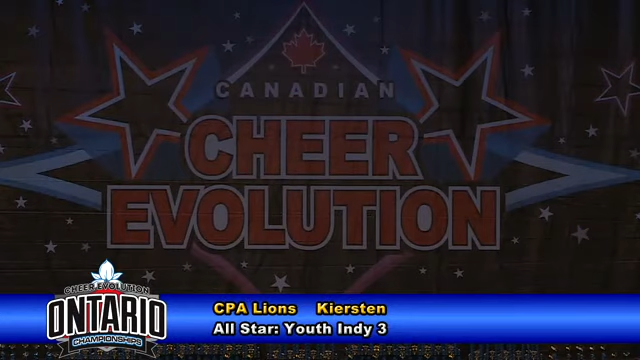 CANADIAN
CHEER
EVOLUTION
CHEER EVOLUTION
ONTARIO
CHAMPIONSHIPS
CPA Lions Kiersten
All Star: Youth Indy 3